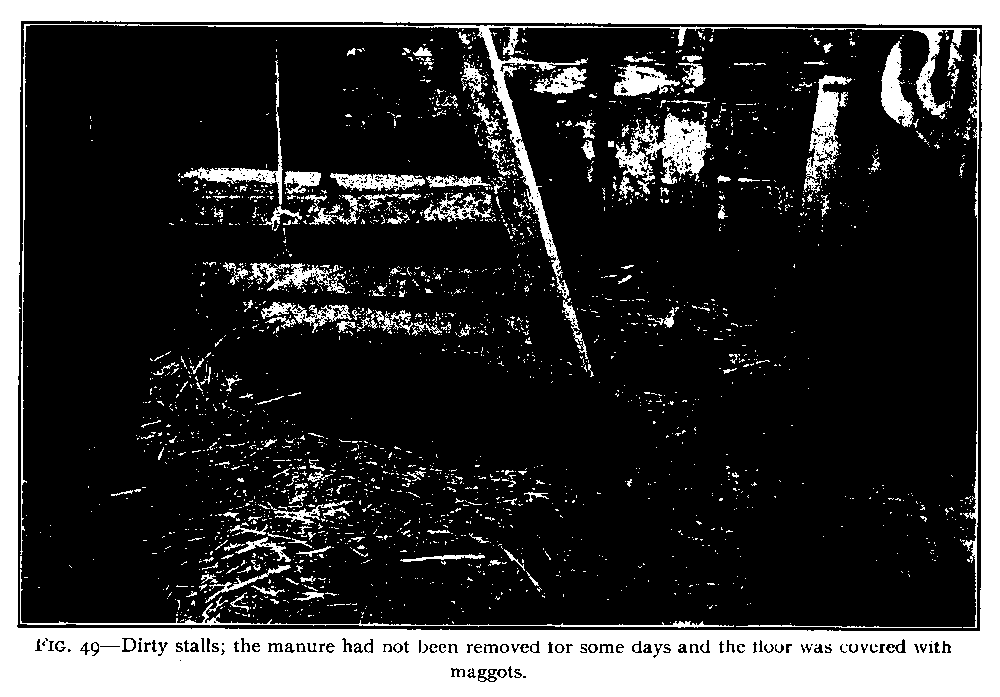 FIG. 49—Dirty stalls; the manure had not been removed for some days and the floor was covered with
maggots.